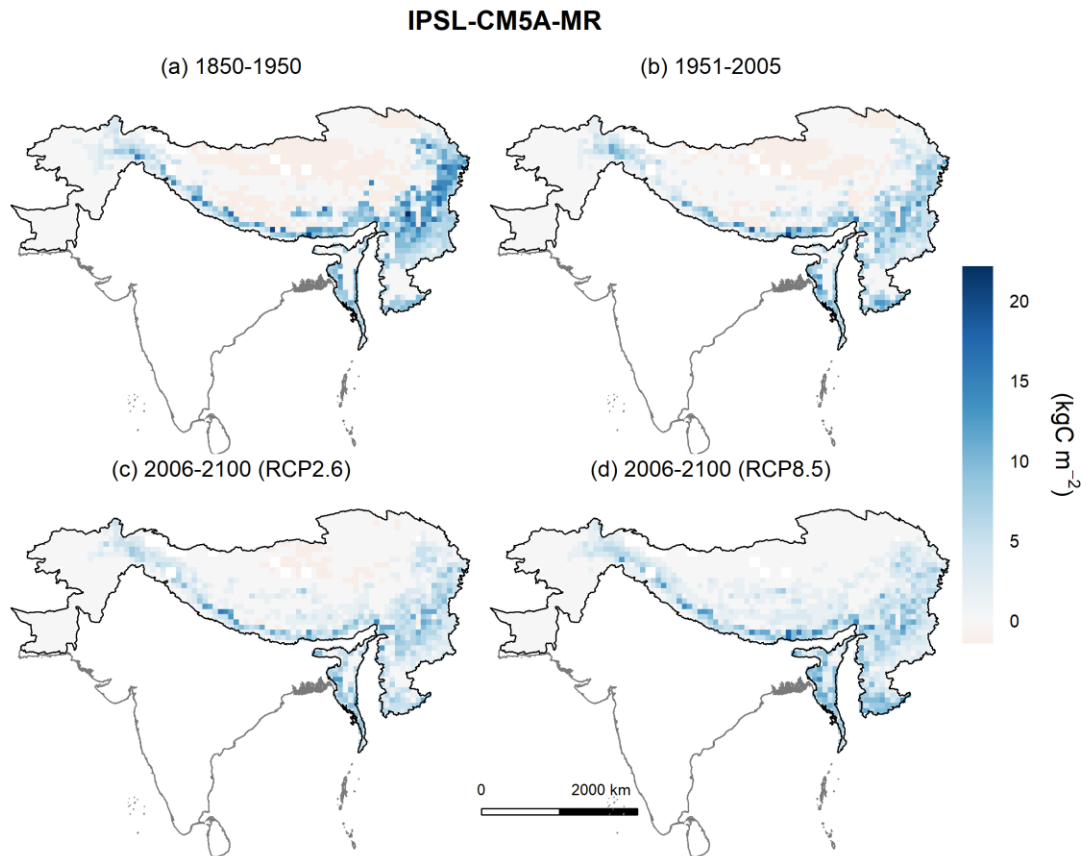 IPSL-CM5A-MR
(a) 1850-1950
(b) 1951-2005
20
15
10
5
0
(kgC m⁻²)
(c) 2006-2100 (RCP2.6)
(d) 2006-2100 (RCP8.5)
0 2000 km